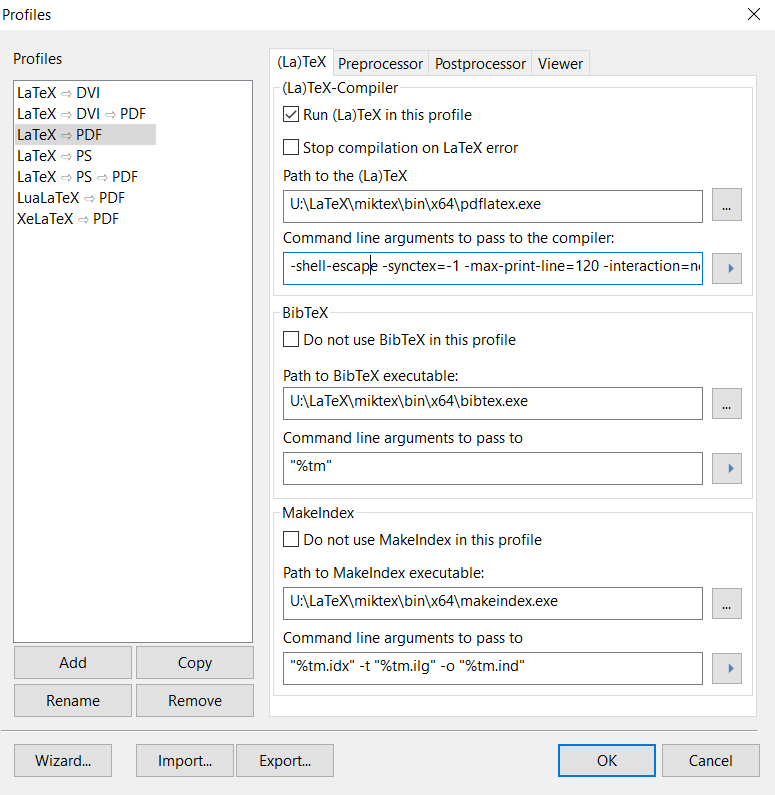 Profiles
Profiles
LaTeX ⇨ DVI
LaTeX ⇨ DVI ⇨ PDF
LaTeX ⇨ PDF
LaTeX ⇨ PS
LaTeX ⇨ PS ⇨ PDF
LuaLaTeX ⇨ PDF
XeLaTeX ⇨ PDF
Add
Copy
Rename
Remove
(La)TeX
Preprocessor
Postprocessor
Viewer
(La)TeX-Compiler
Run (La)TeX in this profile
Stop compilation on LaTeX error
Path to the (La)TeX
U:\LaTeX\miktex\bin\x64\pdflatex.exe
...
Command line arguments to pass to the compiler:
-shell-escape -synctex=-1 -max-print-line=120 -interaction=
BibTeX
Do not use BibTeX in this profile
Path to BibTeX executable:
U:\LaTeX\miktex\bin\x64\bibtex.exe
...
Command line arguments to pass to
"%tm"
MakeIndex
Do not use MakeIndex in this profile
Path to MakeIndex executable:
U:\LaTeX\miktex\bin\x64\makeindex.exe
...
Command line arguments to pass to
"%tm.idx" -t "%tm.ilg" -o "%tm.ind"
Wizard...
Import...
Export...
OK
Cancel